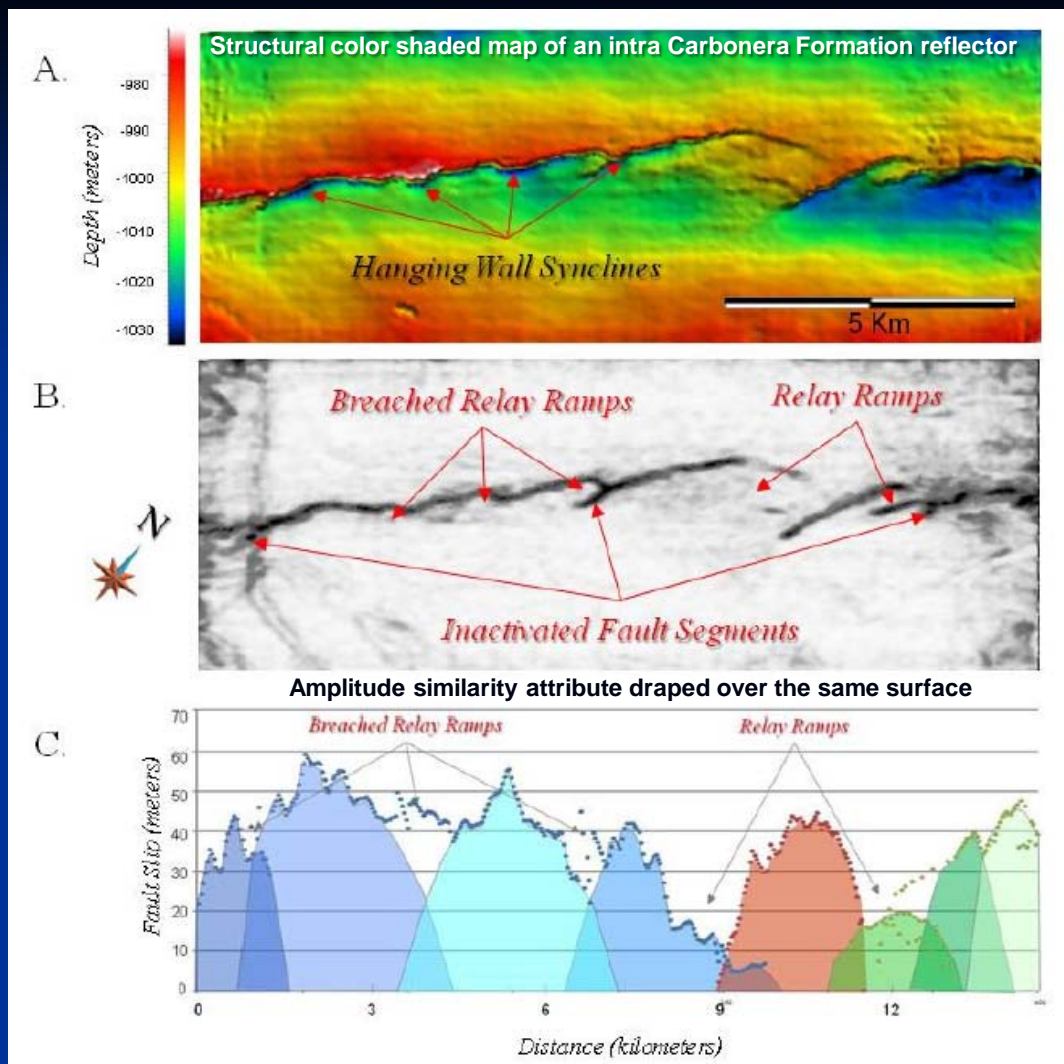 A.
Structural color shaded map of an intra Carbonera Formation reflector
Depth (meters)
-980
-990
-1000
-1010
-1020
-1030
Hanging Wall Synclines
5 Km
B.
Breached Relay Ramps
Relay Ramps
N
Inactivated Fault Segments
Amplitude similarity attribute draped over the same surface
C.
Fault Slip (meters)
70
60
50
40
30
20
10
0
Breached Relay Ramps
Relay Ramps
0
3
6
9
12
Distance (kilometers)